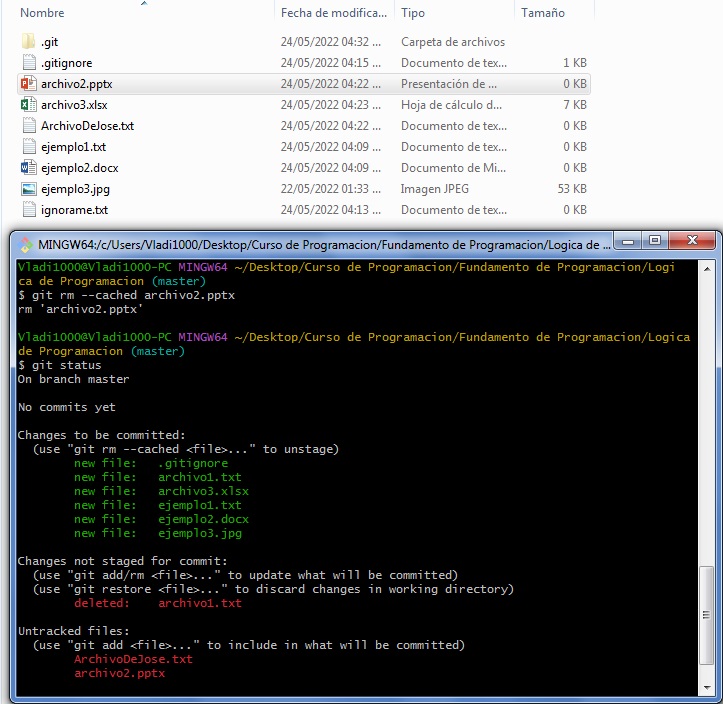 Nombre Fecha de modifica... Tipo Tamaño
.git 24/05/2022 04:32 ... Carpeta de archivos
.gitignore 24/05/2022 04:15 ... Documento de tex... 1 KB
archivo2.pptx 24/05/2022 04:22 ... Presentación de ... 0 KB
archivo3.xlsx 24/05/2022 04:23 ... Hoja de cálculo d... 7 KB
ArchivoDeJose.txt 24/05/2022 04:22 ... Documento de tex... 0 KB
ejemplo1.txt 24/05/2022 04:09 ... Documento de tex... 0 KB
ejemplo2.docx 24/05/2022 04:09 ... Documento de Mi... 0 KB
ejemplo3.jpg 22/05/2022 01:33 ... Imagen JPEG 53 KB
ignorame.txt 24/05/2022 04:13 ... Documento de tex... 0 KB
MINGW64:/c/Users/Vladi1000/Desktop/Curso de Programacion/Fundamento de Programacion/Logica de ...
Vladi1000@Vladi1000-PC MINGW64 ~/Desktop/Curso de Programacion/Fundamento de Programacion/Logi
ca de Programacion (master)
$ git rm --cached archivo2.pptx
rm 'archivo2.pptx'
Vladi1000@Vladi1000-PC MINGW64 ~/Desktop/Curso de Programacion/Fundamento de Programacion/Logica
de Programacion (master)
$ git status
On branch master
No commits yet
Changes to be committed:
(use "git rm --cached <file>..." to unstage)
new file: .gitignore
new file: archivo1.txt
new file: archivo3.xlsx
new file: ejemplo1.txt
new file: ejemplo2.docx
new file: ejemplo3.jpg
Changes not staged for commit:
(use "git add/rm <file>..." to update what will be committed)
(use "git restore <file>..." to discard changes in working directory)
deleted: archivo1.txt
Untracked files:
(use "git add <file>..." to include in what will be committed)
ArchivoDeJose.txt
archivo2.pptx